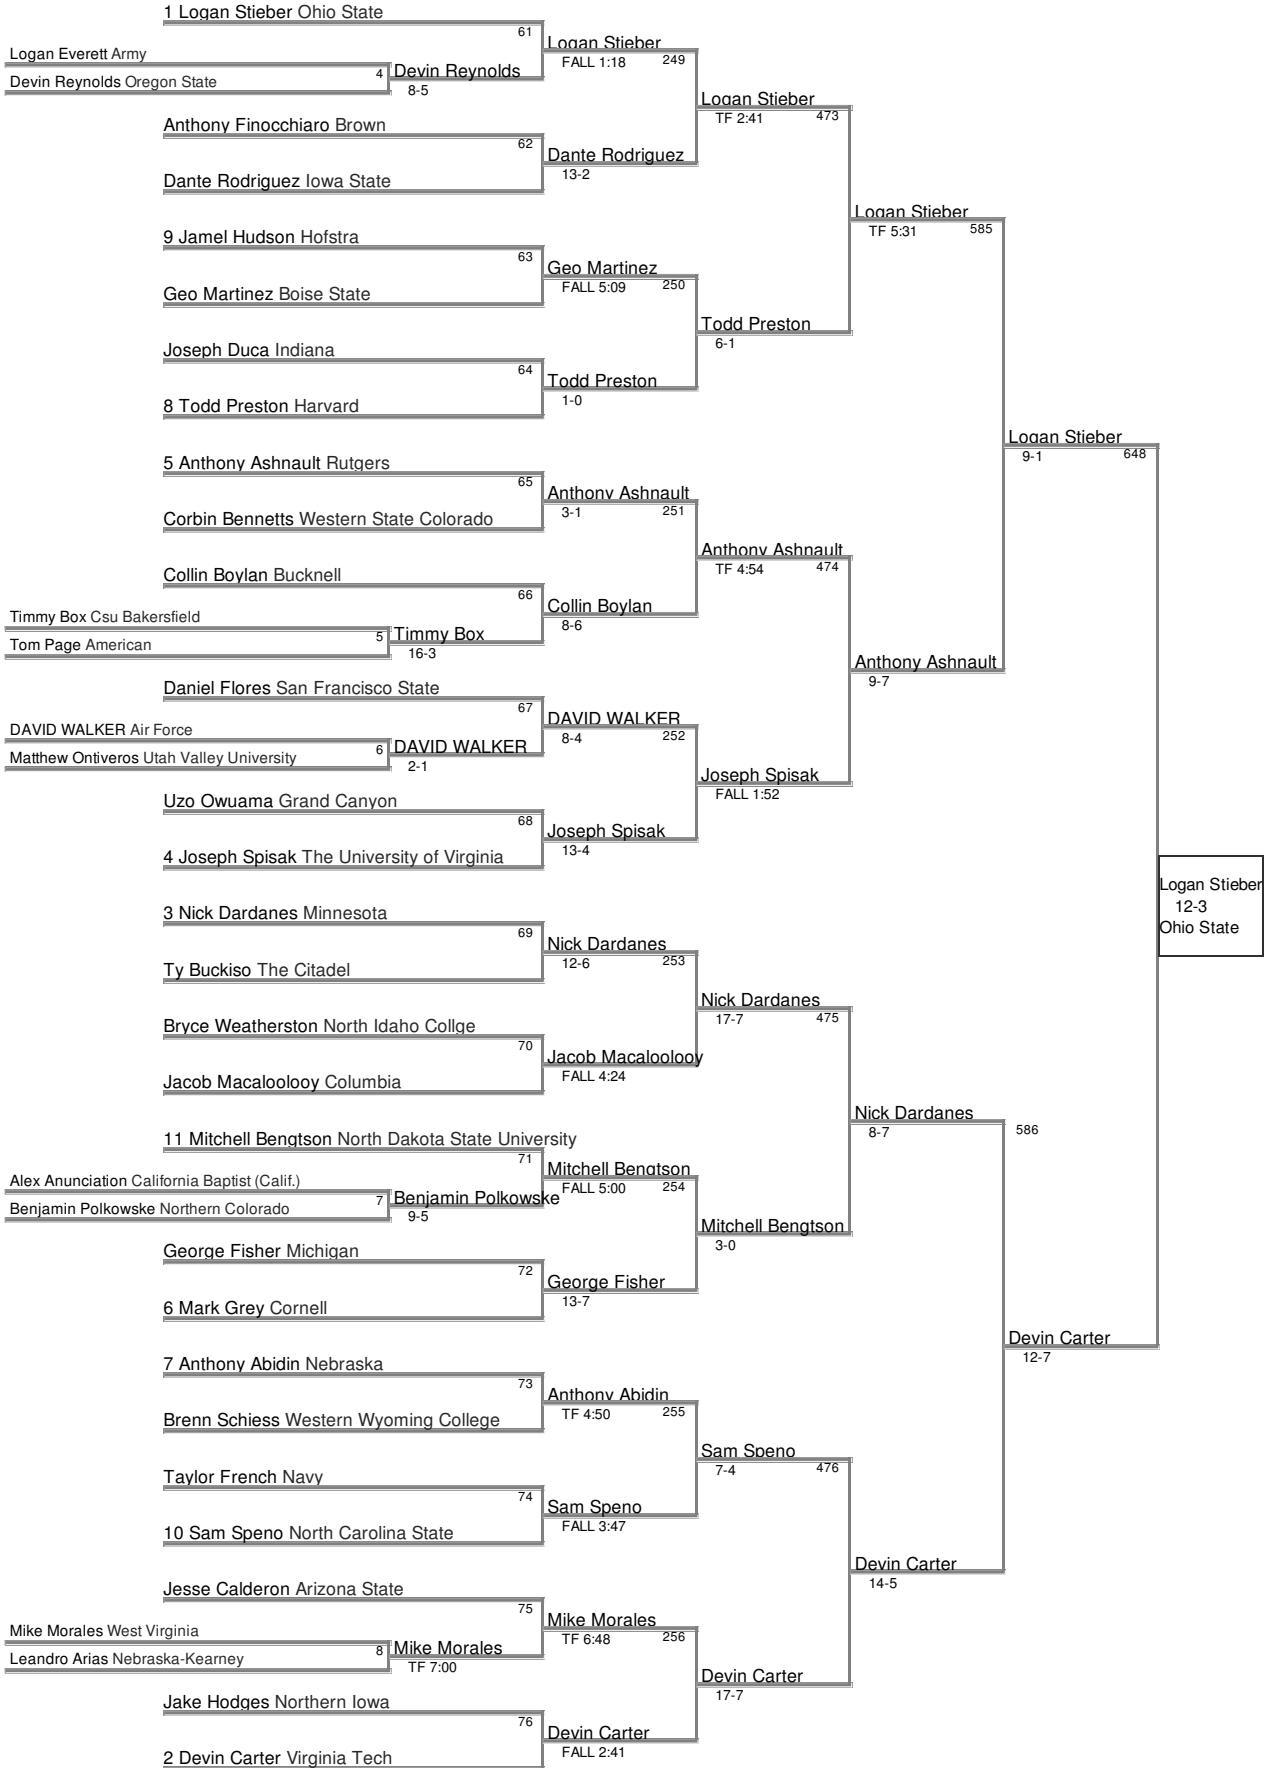 1 Logan Stieber Ohio State
61
Logan Everett Army
4
Devin Reynolds Oregon State
Devin Reynolds
8-5
Logan Stieber
FALL 1:18
249
Anthony Finocchiaro Brown
62
Dante Rodriguez Iowa State
Dante Rodriguez
13-2
Logan Stieber
TF 2:41
473
9 Jamel Hudson Hofstra
63
Geo Martinez Boise State
Geo Martinez
FALL 5:09
250
Joseph Duca Indiana
64
8 Todd Preston Harvard
Todd Preston
1-0
Todd Preston
6-1
Logan Stieber
TF 5:31
585
5 Anthony Ashnault Rutgers
65
Corbin Bennetts Western State Colorado
Anthony Ashnault
3-1
251
Collin Boylan Bucknell
66
Timmy Box Csu Bakersfield
5
Tom Page American
Timmy Box
16-3
Collin Boylan
8-6
Anthony Ashnault
TF 4:54
474
Daniel Flores San Francisco State
67
DAVID WALKER Air Force
6
Matthew Ontiveros Utah Valley University
DAVID WALKER
2-1
DAVID WALKER
8-4
252
Uzo Owuama Grand Canyon
68
4 Joseph Spisak The University of Virginia
Joseph Spisak
13-4
Joseph Spisak
FALL 1:52
Anthony Ashnault
9-7
Logan Stieber
9-1
648
3 Nick Dardanes Minnesota
69
Ty Buckiso The Citadel
Nick Dardanes
12-6
253
Bryce Weatherston North Idaho Collge
70
Jacob Macaloolooy Columbia
Jacob Macaloolooy
FALL 4:24
Nick Dardanes
17-7
475
11 Mitchell Bengtson North Dakota State University
71
Alex Anunciation California Baptist (Calif.)
7
Benjamin Polkowske Northern Colorado
Benjamin Polkowske
9-5
Mitchell Bengtson
FALL 5:00
254
George Fisher Michigan
72
6 Mark Grey Cornell
George Fisher
13-7
Mitchell Bengtson
3-0
Nick Dardanes
8-7
586
7 Anthony Abidin Nebraska
73
Brenn Schiess Western Wyoming College
Anthony Abidin
TF 4:50
255
Taylor French Navy
74
10 Sam Speno North Carolina State
Sam Speno
FALL 3:47
Sam Speno
7-4
476
Jesse Calderon Arizona State
75
Mike Morales West Virginia
8
Leandro Arias Nebraska-Kearney
Mike Morales
TF 7:00
Mike Morales
TF 6:48
256
Jake Hodges Northern Iowa
76
2 Devin Carter Virginia Tech
Devin Carter
FALL 2:41
Devin Carter
17-7
Devin Carter
14-5
Devin Carter
12-7
Logan Stieber
12-3
Ohio State